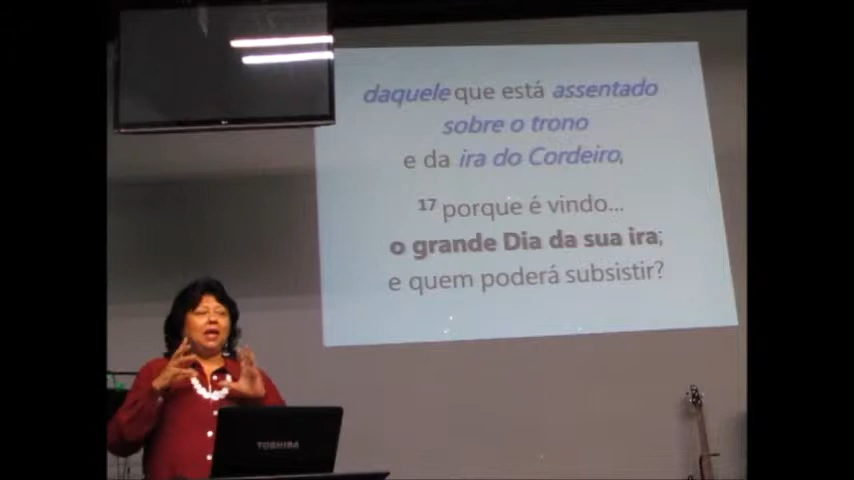 daquele que está assentado
sobre o trono
e da ira do Cordeiro,
17 porque é vindo...
o grande Dia da sua ira;
e quem poderá subsistir?
TOSHIBA